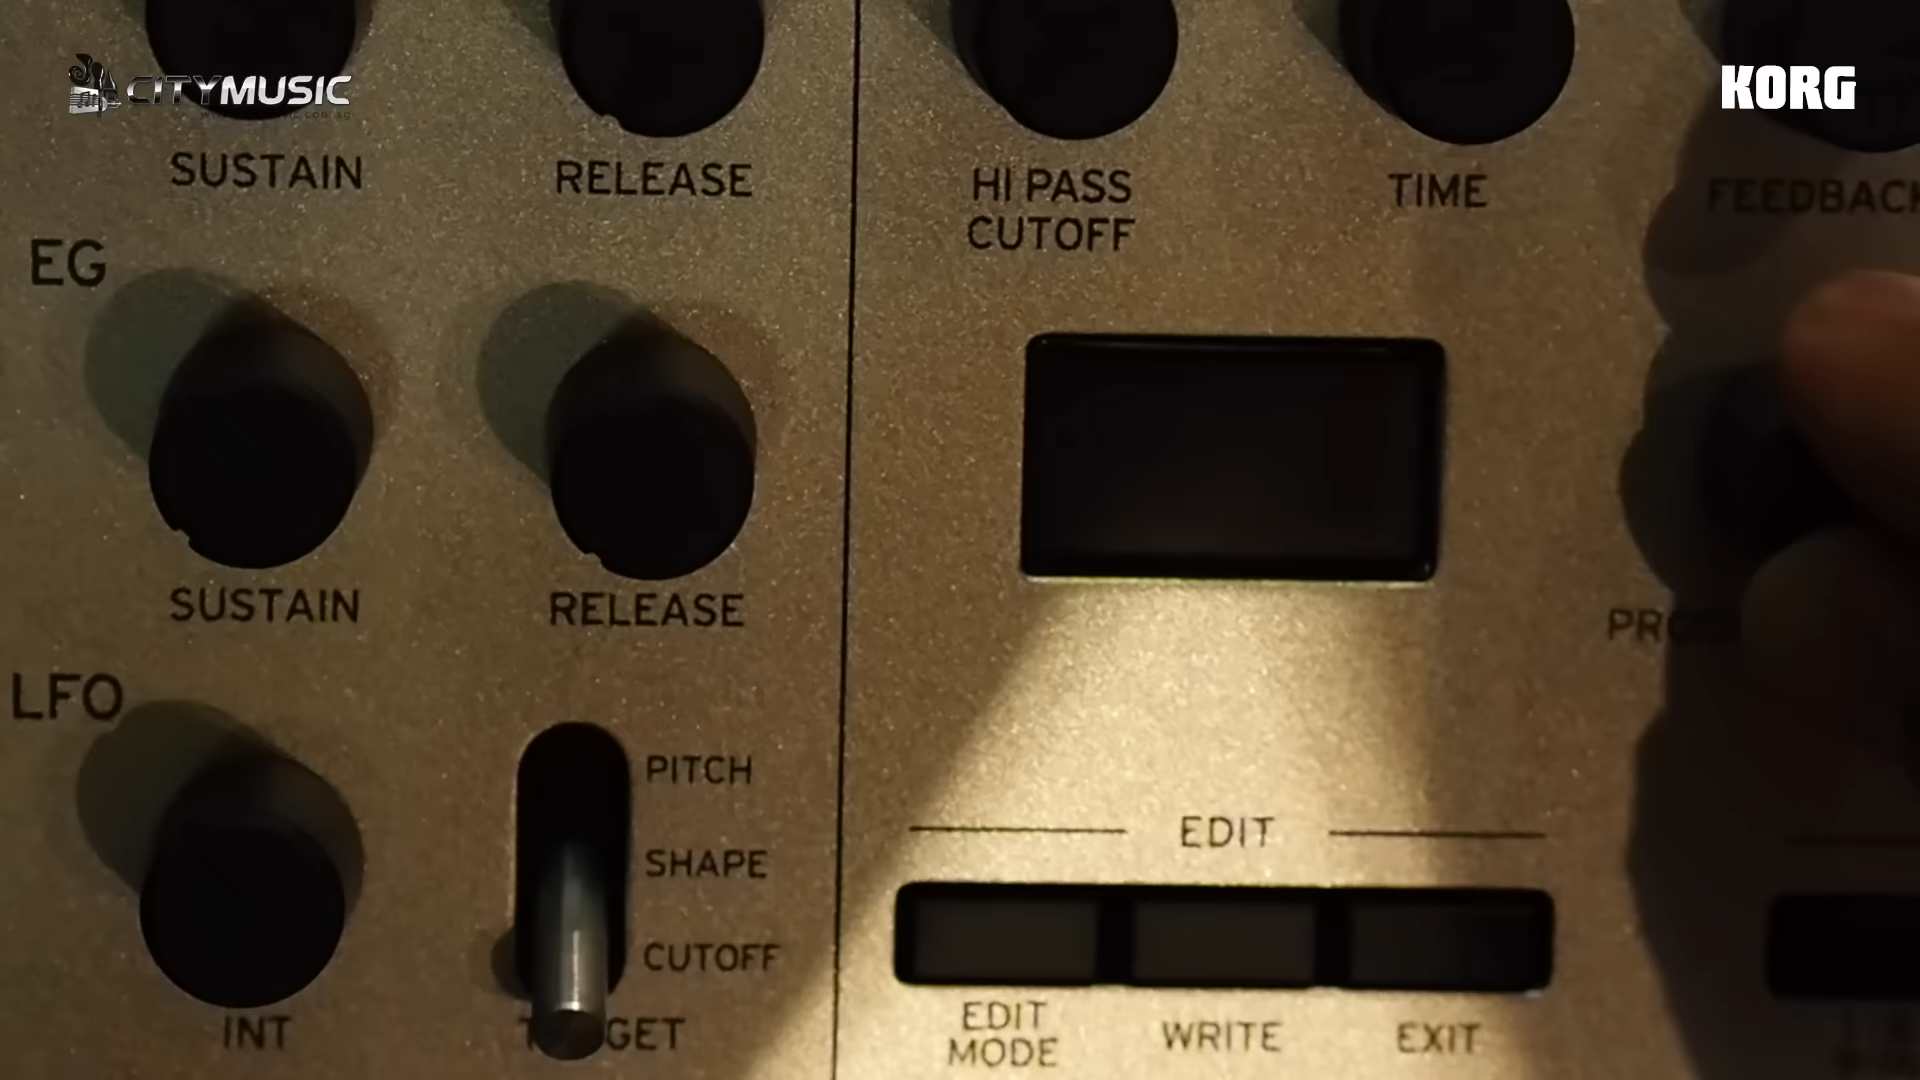 CITYMUSIC
KORG
SUSTAIN
RELEASE
HI PASS
CUTOFF
TIME
FEEDBACK
EG
SUSTAIN
RELEASE
LFO
PITCH
SHAPE
CUTOFF
INT
EDIT
EDIT
MODE
WRITE
EXIT